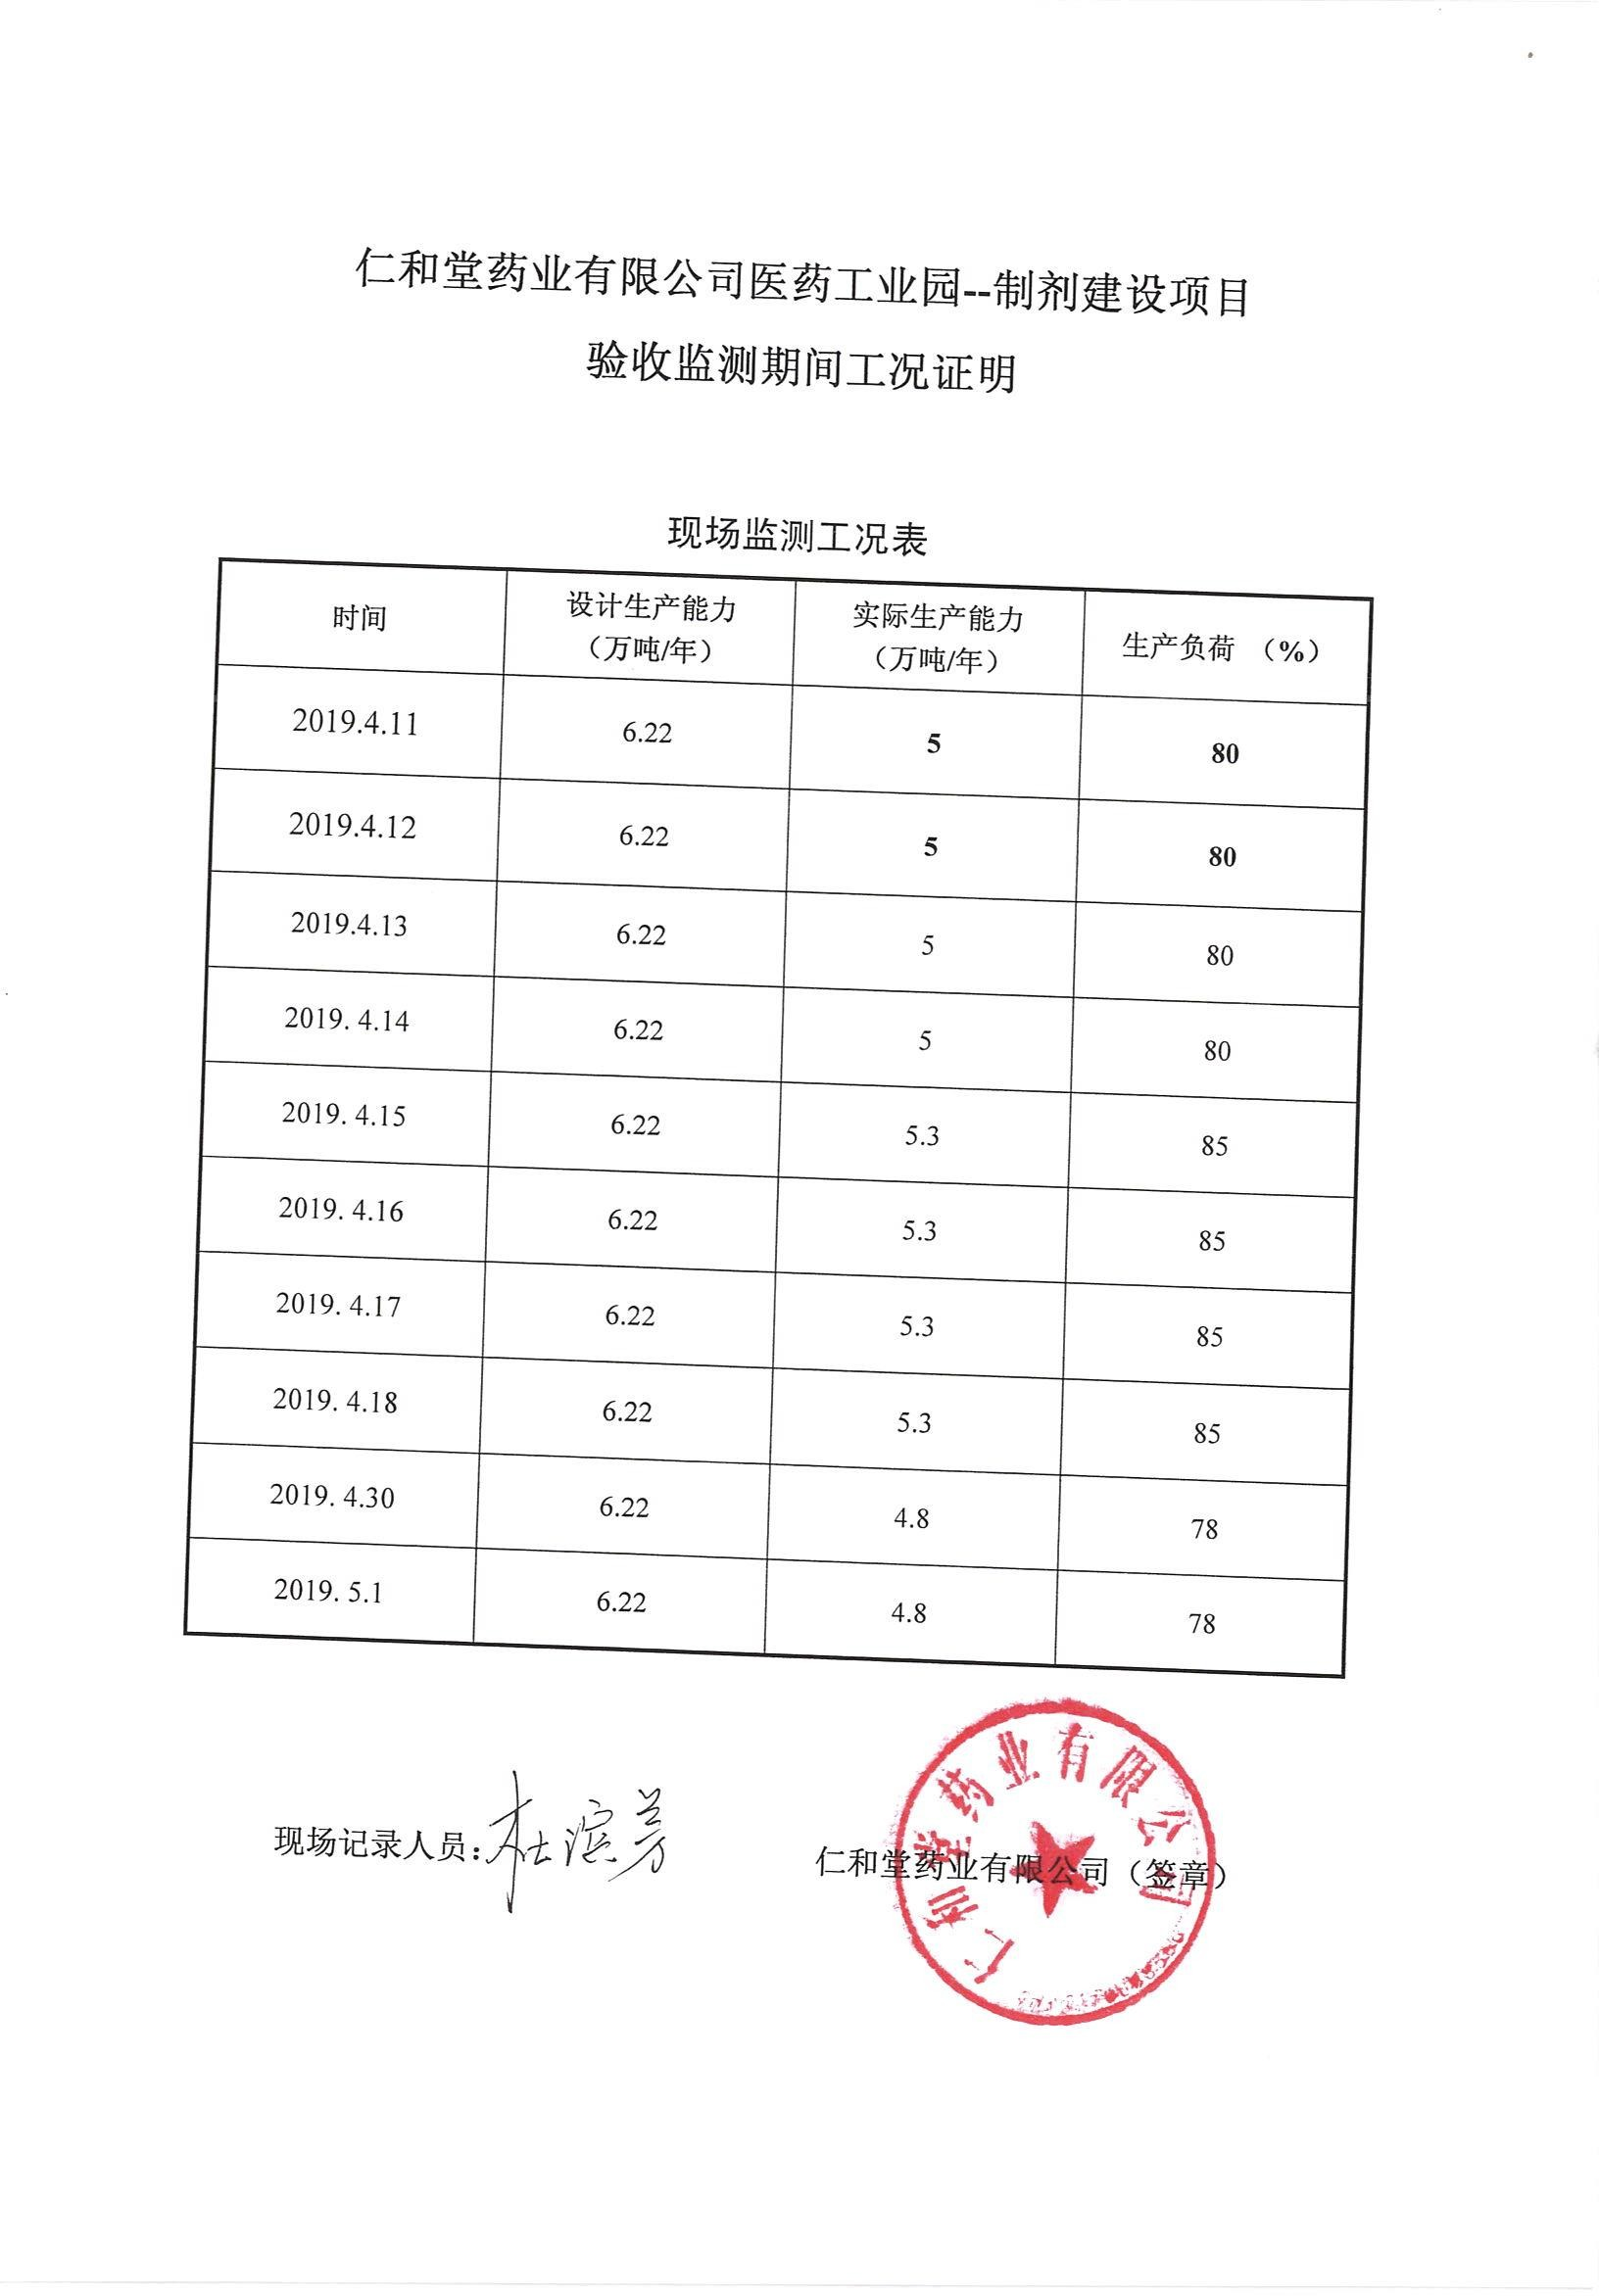 仁和堂药业有限公司医药工业园--制剂建设项目
验收监测期间工况证明
现场监测工况表
时间 设计生产能力（万吨/年） 实际生产能力（万吨/年） 生产负荷 （%）
2019.4.11 6.22 5 80
2019.4.12 6.22 5 80
2019.4.13 6.22 5 80
2019. 4.14 6.22 5 80
2019. 4.15 6.22 5.3 85
2019. 4.16 6.22 5.3 85
2019. 4.17 6.22 5.3 85
2019. 4.18 6.22 5.3 85
2019. 4.30 6.22 4.8 78
2019. 5.1 6.22 4.8 78
现场记录人员：杜滨芳
仁和堂药业有限公司（签章）
仁和堂药业有限公司